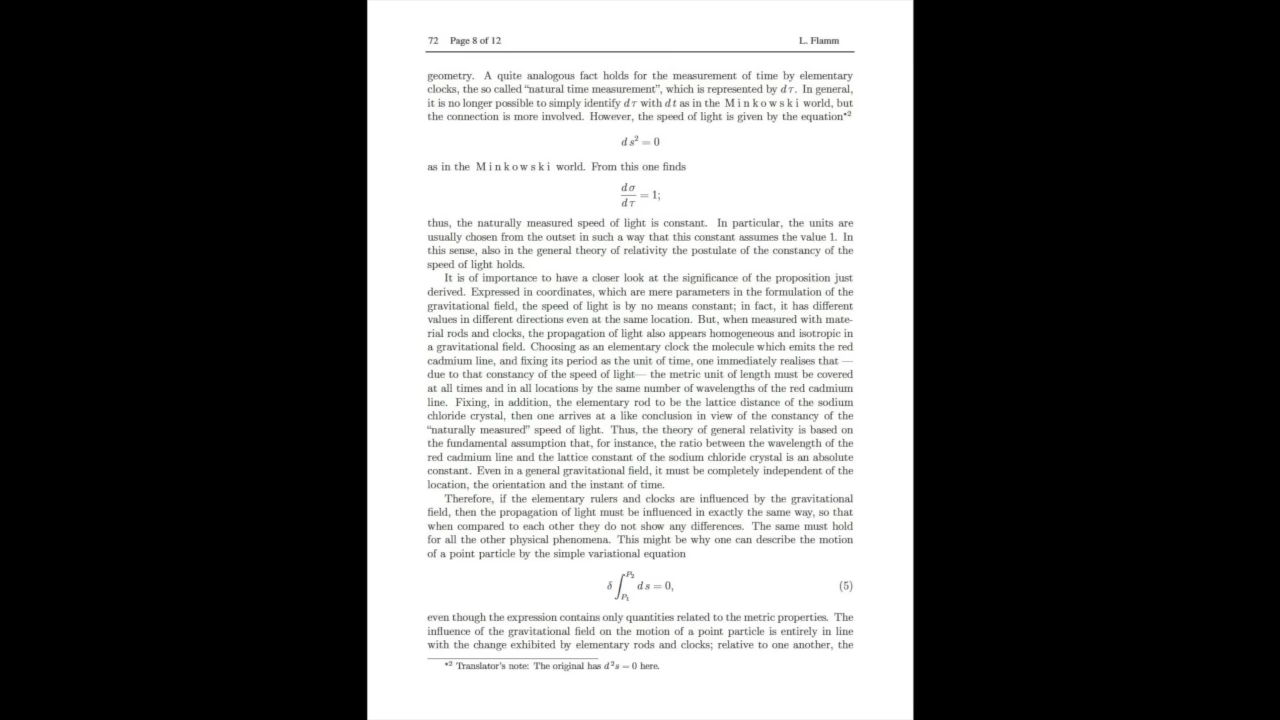 72 Page 8 of 12 L. Flamm
geometry. A quite analogous fact holds for the measurement of time by elementary
clocks, the so called “natural time measurement”, which is represented by d τ. In general,
it is no longer possible to simply identify d τ with d t as in the M i n k o w s k i world, but
the connection is more involved. However, the speed of light is given by the equation*2
d s² = 0
as in the M i n k o w s k i world. From this one finds
d σ
d τ = 1;
thus, the naturally measured speed of light is constant. In particular, the units are
usually chosen from the outset in such a way that this constant assumes the value 1. In
this sense, also in the general theory of relativity the postulate of the constancy of the
speed of light holds.
It is of importance to have a closer look at the significance of the proposition just
derived. Expressed in coordinates, which are mere parameters in the formulation of the
gravitational field, the speed of light is by no means constant; in fact, it has different
values in different directions even at the same location. But, when measured with mate-
rial rods and clocks, the propagation of light also appears homogeneous and isotropic in
a gravitational field. Choosing as an elementary clock the molecule which emits the red
cadmium line, and fixing its period as the unit of time, one immediately realises that —
due to that constancy of the speed of light— the metric unit of length must be covered
at all times and in all locations by the same number of wavelengths of the red cadmium
line. Fixing, in addition, the elementary rod to be the lattice distance of the sodium
chloride crystal, then one arrives at a like conclusion in view of the constancy of the
“naturally measured” speed of light. Thus, the theory of general relativity is based on
the fundamental assumption that, for instance, the ratio between the wavelength of the
red cadmium line and the lattice constant of the sodium chloride crystal is an absolute
constant. Even in a general gravitational field, it must be completely independent of the
location, the orientation and the instant of time.
Therefore, if the elementary rulers and clocks are influenced by the gravitational
field, then the propagation of light must be influenced in exactly the same way, so that
when compared to each other they do not show any differences. The same must hold
for all the other physical phenomena. This might be why one can describe the motion
of a point particle by the simple variational equation
δ ∫_{P₁}^{P₂} d s = 0, (5)
even though the expression contains only quantities related to the metric properties. The
influence of the gravitational field on the motion of a point particle is entirely in line
with the change exhibited by elementary rods and clocks; relative to one another, the
*2 Translator’s note: The original has d ²s = 0 here.